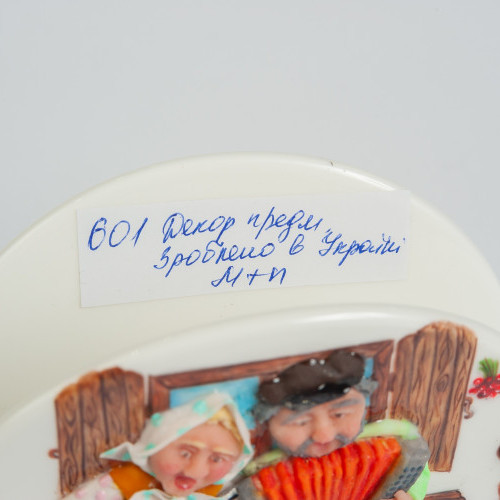 601 Декор предм,
Зроблено в Україні
М+П